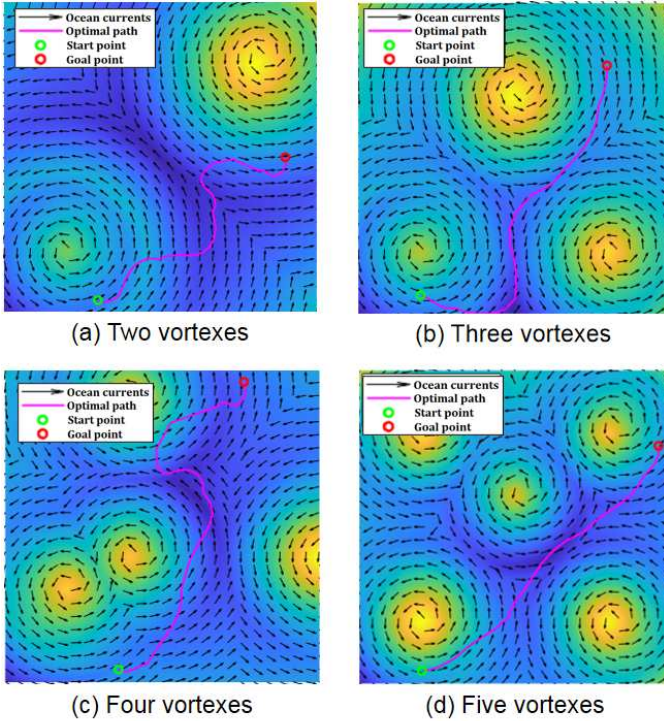 Ocean currents
Optimal path
Start point
Goal point
Ocean currents
Optimal path
Start point
Goal point
(a) Two vortexes
(b) Three vortexes
Ocean currents
Optimal path
Start point
Goal point
Ocean currents
Optimal path
Start point
Goal point
(c) Four vortexes
(d) Five vortexes